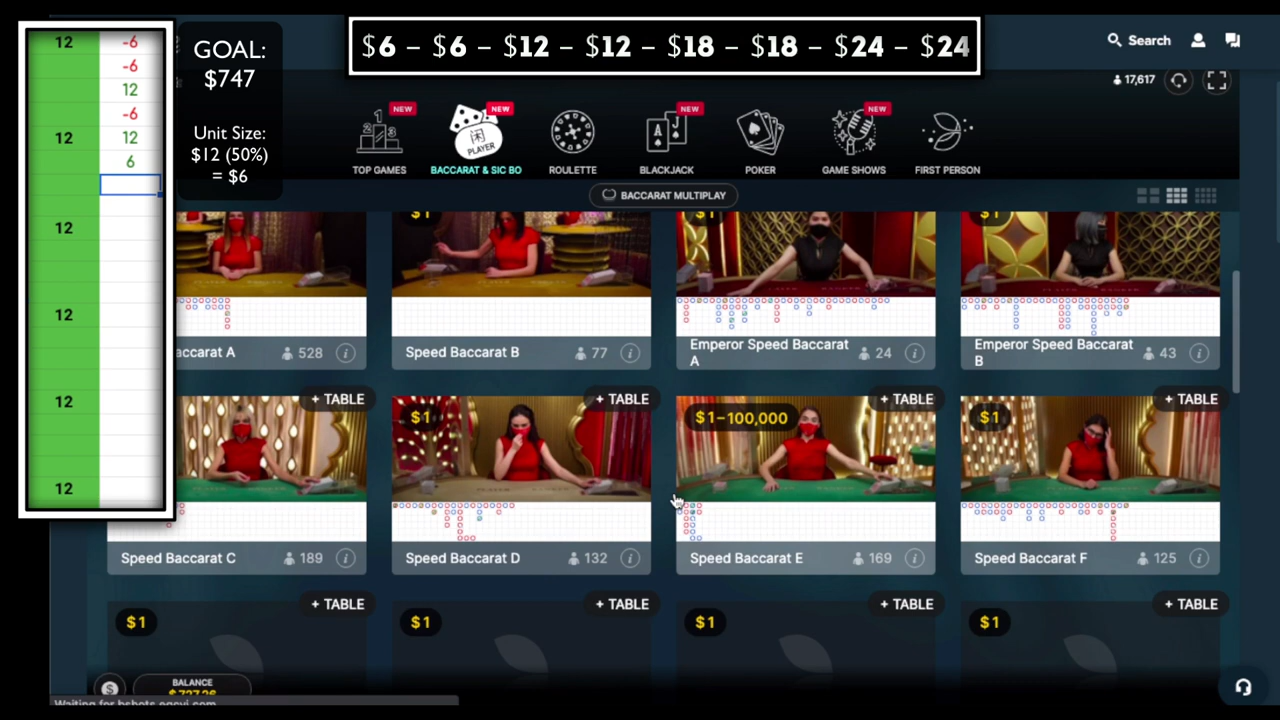 12 -6
-6
12
-6
12 12
6
12
12
12
12
GOAL:
$747
Unit Size:
$12 (50%)
= $6
$6 – $6 – $12 – $12 – $18 – $18 – $24 – $24
Search
17,617
NEW
NEW
NEW
NEW
TOP GAMES
BACCARAT & SIC BO
ROULETTE
BLACKJACK
POKER
GAME SHOWS
FIRST PERSON
BACCARAT MULTIPLAY
$1
$1
$1
accarat A 528
Speed Baccarat B 77
Emperor Speed Baccarat A 24
Emperor Speed Baccarat B 43
+ TABLE
+ TABLE
+ TABLE
+ TABLE
$1
$1–100,000
$1
Speed Baccarat C 189
Speed Baccarat D 132
Speed Baccarat E 169
Speed Baccarat F 125
+ TABLE
+ TABLE
+ TABLE
+ TABLE
$1
$1
$1
$1
PLAYER
BALANCE